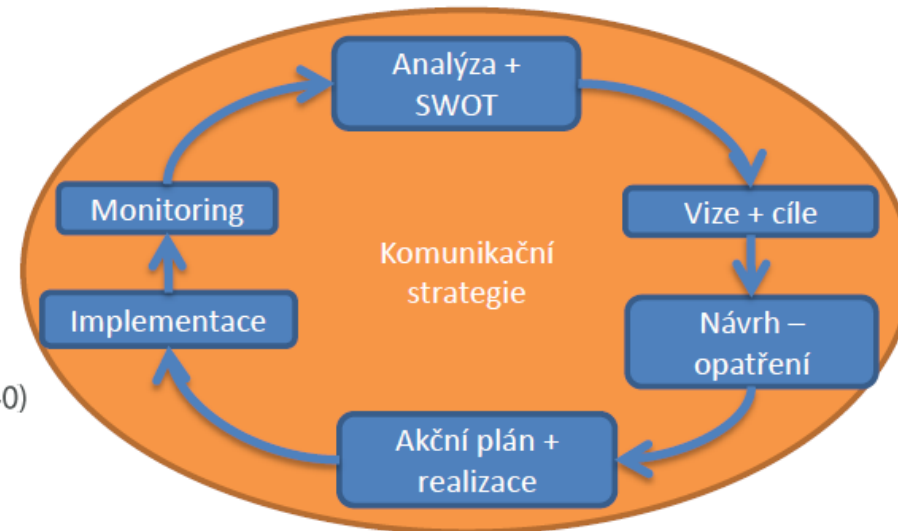 Analýza +
SWOT
Monitoring
Vize + cíle
Komunikační
strategie
Implementace
Návrh –
opatření
0)
Akční plán +
realizace